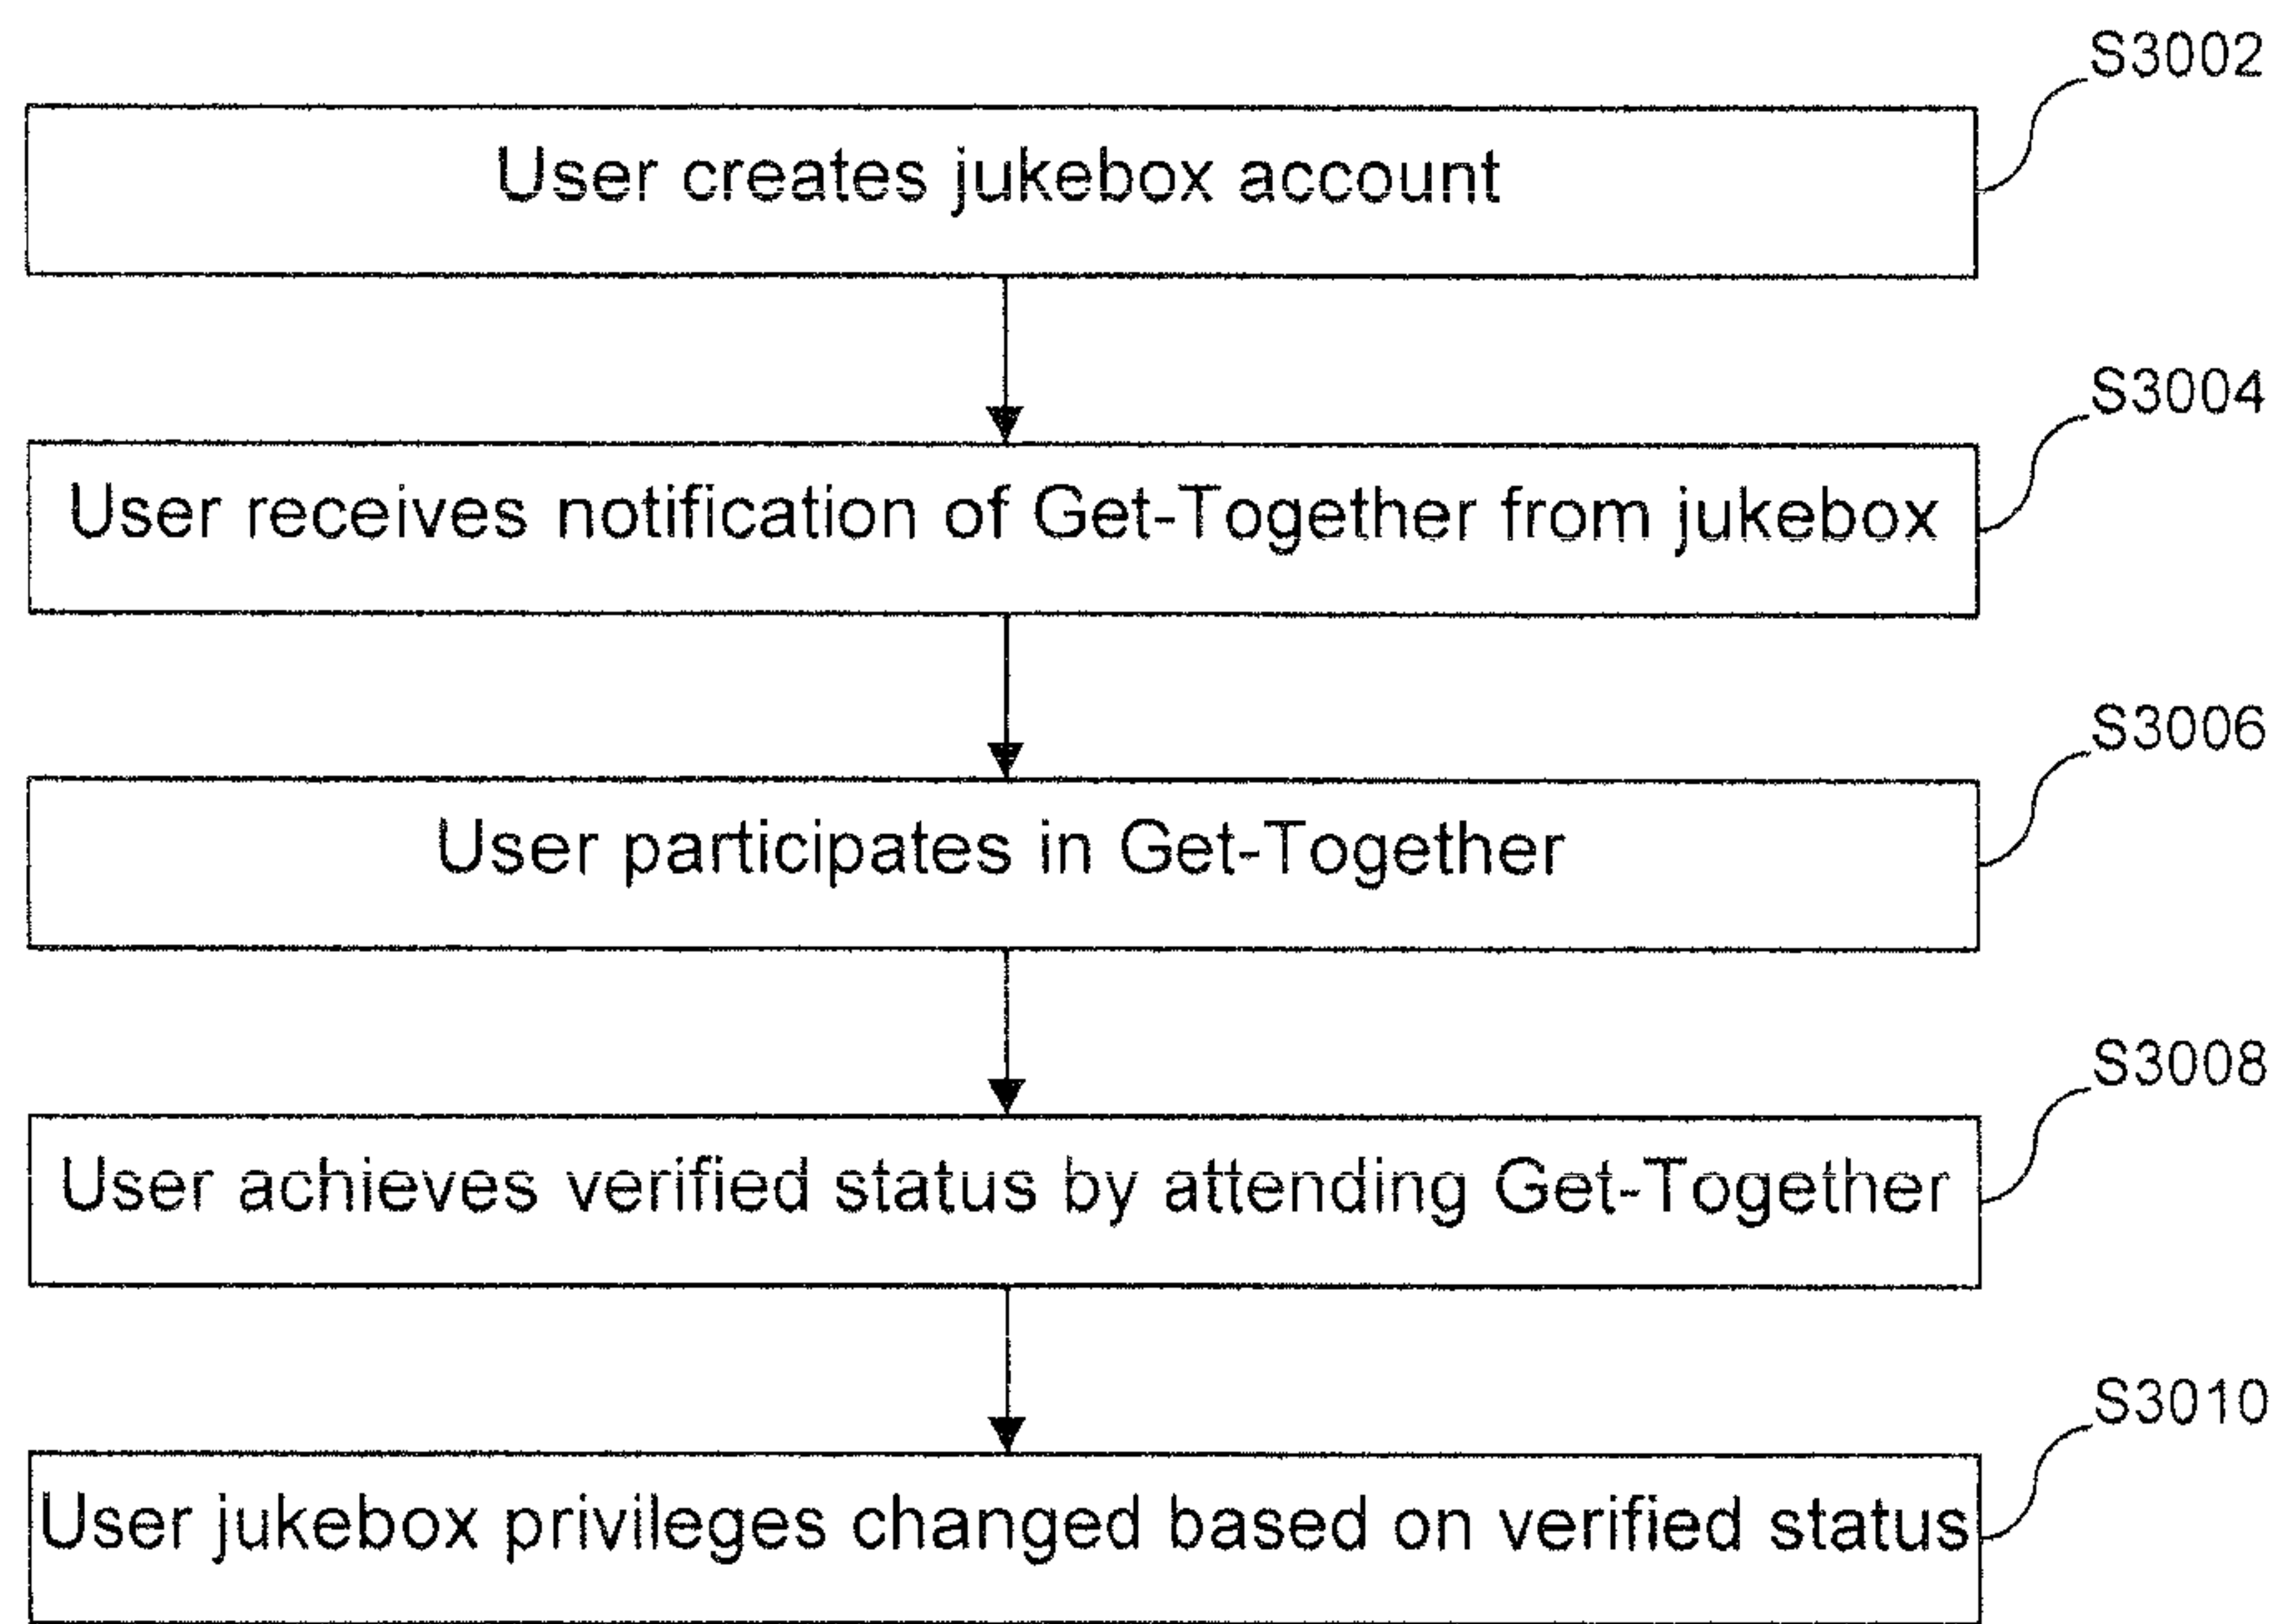 S3002
User creates jukebox account
S3004
User receives notification of Get-Together from jukebox
S3006
User participates in Get-Together
S3008
User achieves verified status by attending Get-Together
S3010
User jukebox privileges changed based on verified status